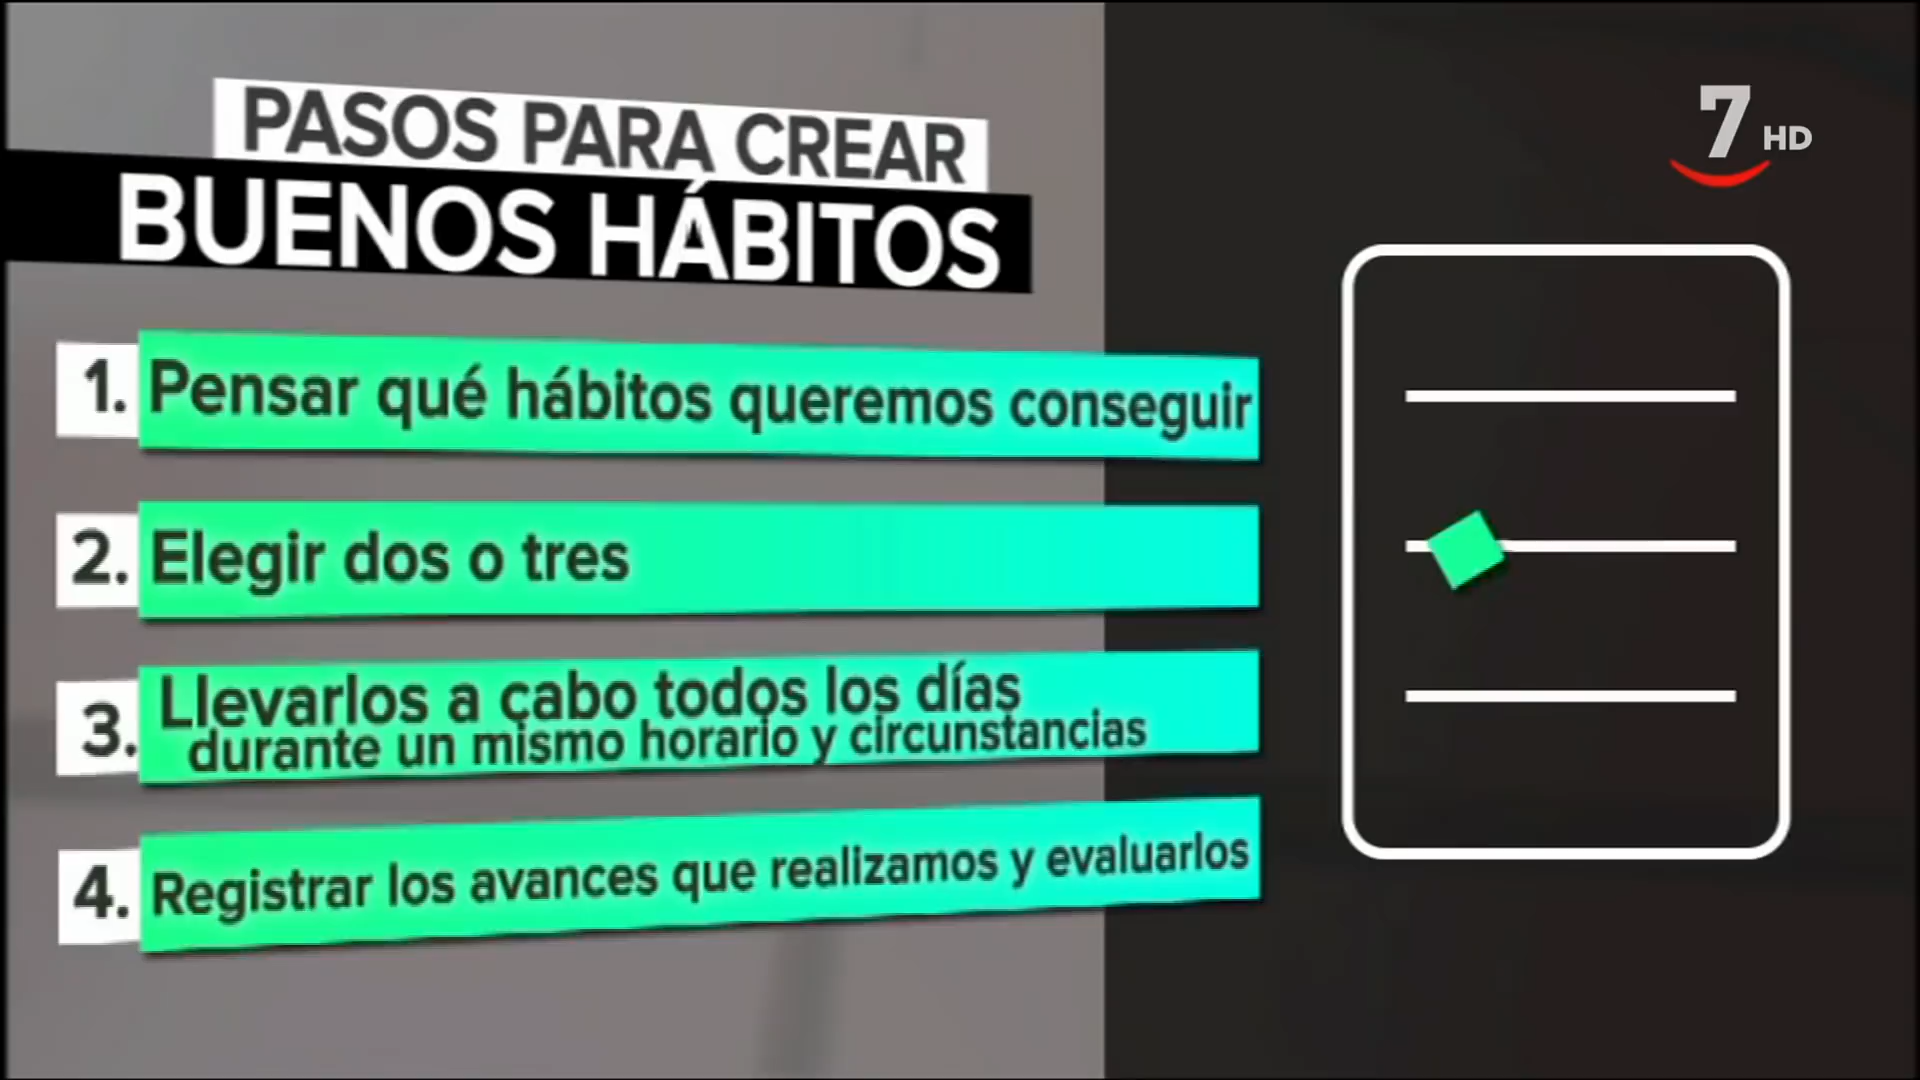 PASOS PARA CREAR
BUENOS HÁBITOS
1. Pensar qué hábitos queremos conseguir
2. Elegir dos o tres
3. Llevarlos a cabo todos los días
durante un mismo horario y circunstancias
4. Registrar los avances que realizamos y evaluarlos
7 HD